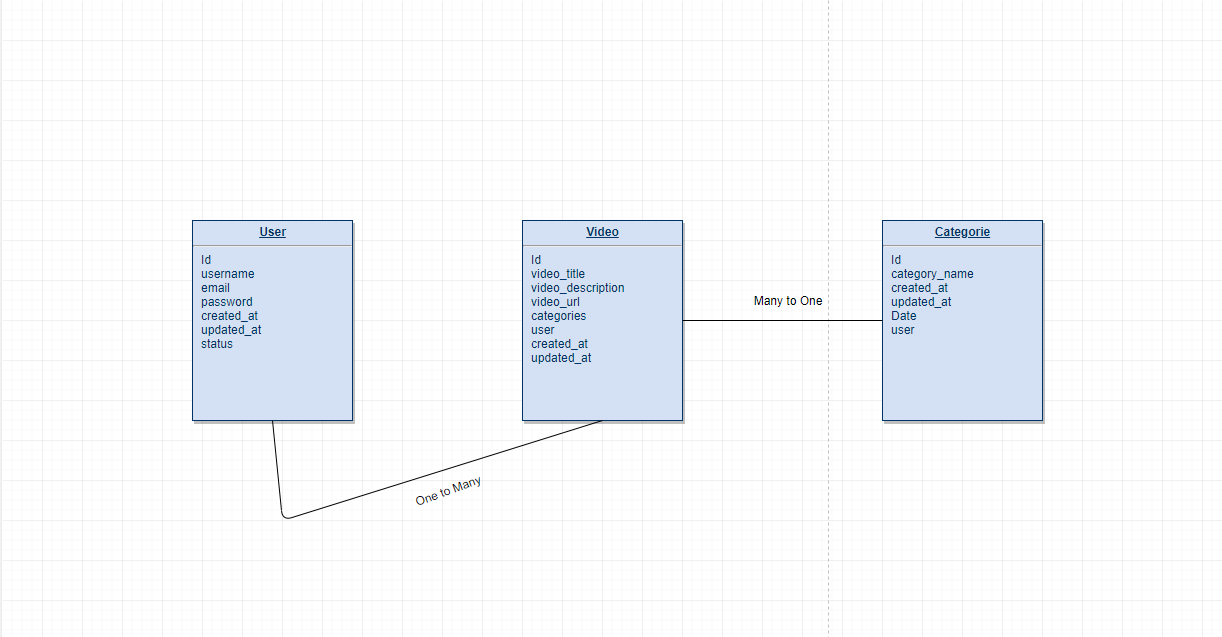 User
Id
username
email
password
created_at
updated_at
status
Video
Id
video_title
video_description
video_url
categories
user
created_at
updated_at
Many to One
Categorie
Id
category_name
created_at
updated_at
Date
user
One to Many